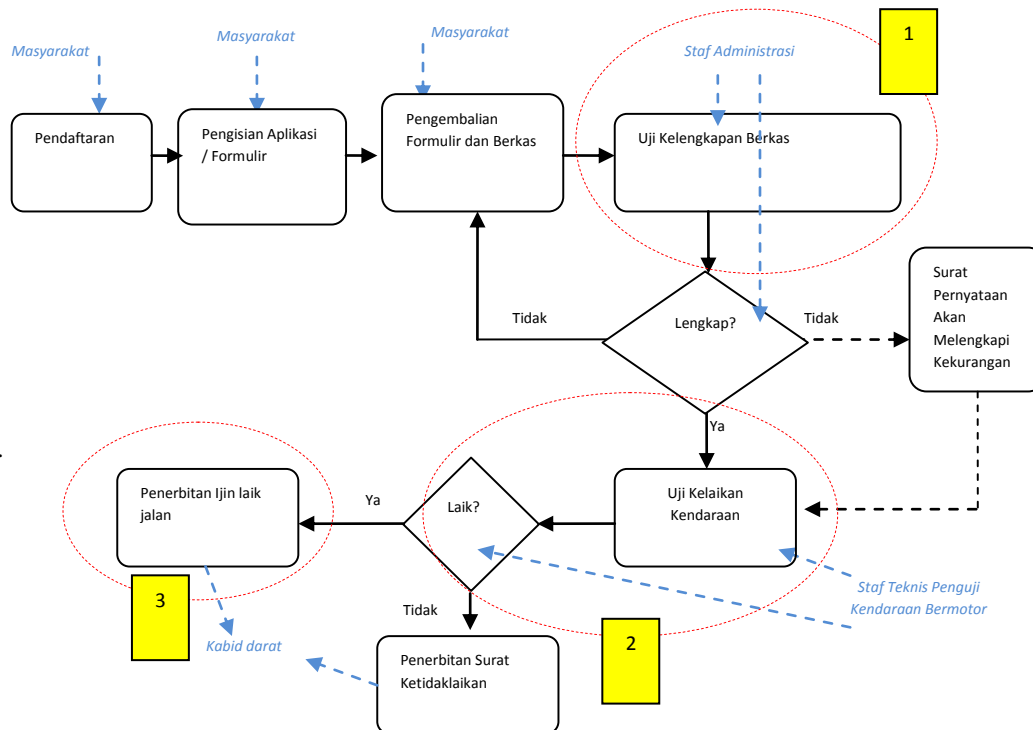 Masyarakat
Masyarakat
Masyarakat
Staf Administrasi
1
Pendaftaran
Pengisian Aplikasi
/ Formulir
Pengembalian
Formulir dan Berkas
Uji Kelengkapan Berkas
Surat
Pernyataan
Akan
Melengkapi
Kekurangan
Tidak
Lengkap?
Tidak
Ya
Penerbitan Ijin laik
jalan
Ya
Laik?
Uji Kelaikan
Kendaraan
Staf Teknis Penguji
Kendaraan Bermotor
3
Tidak
Kabid darat
2
Penerbitan Surat
Ketidaklaikan